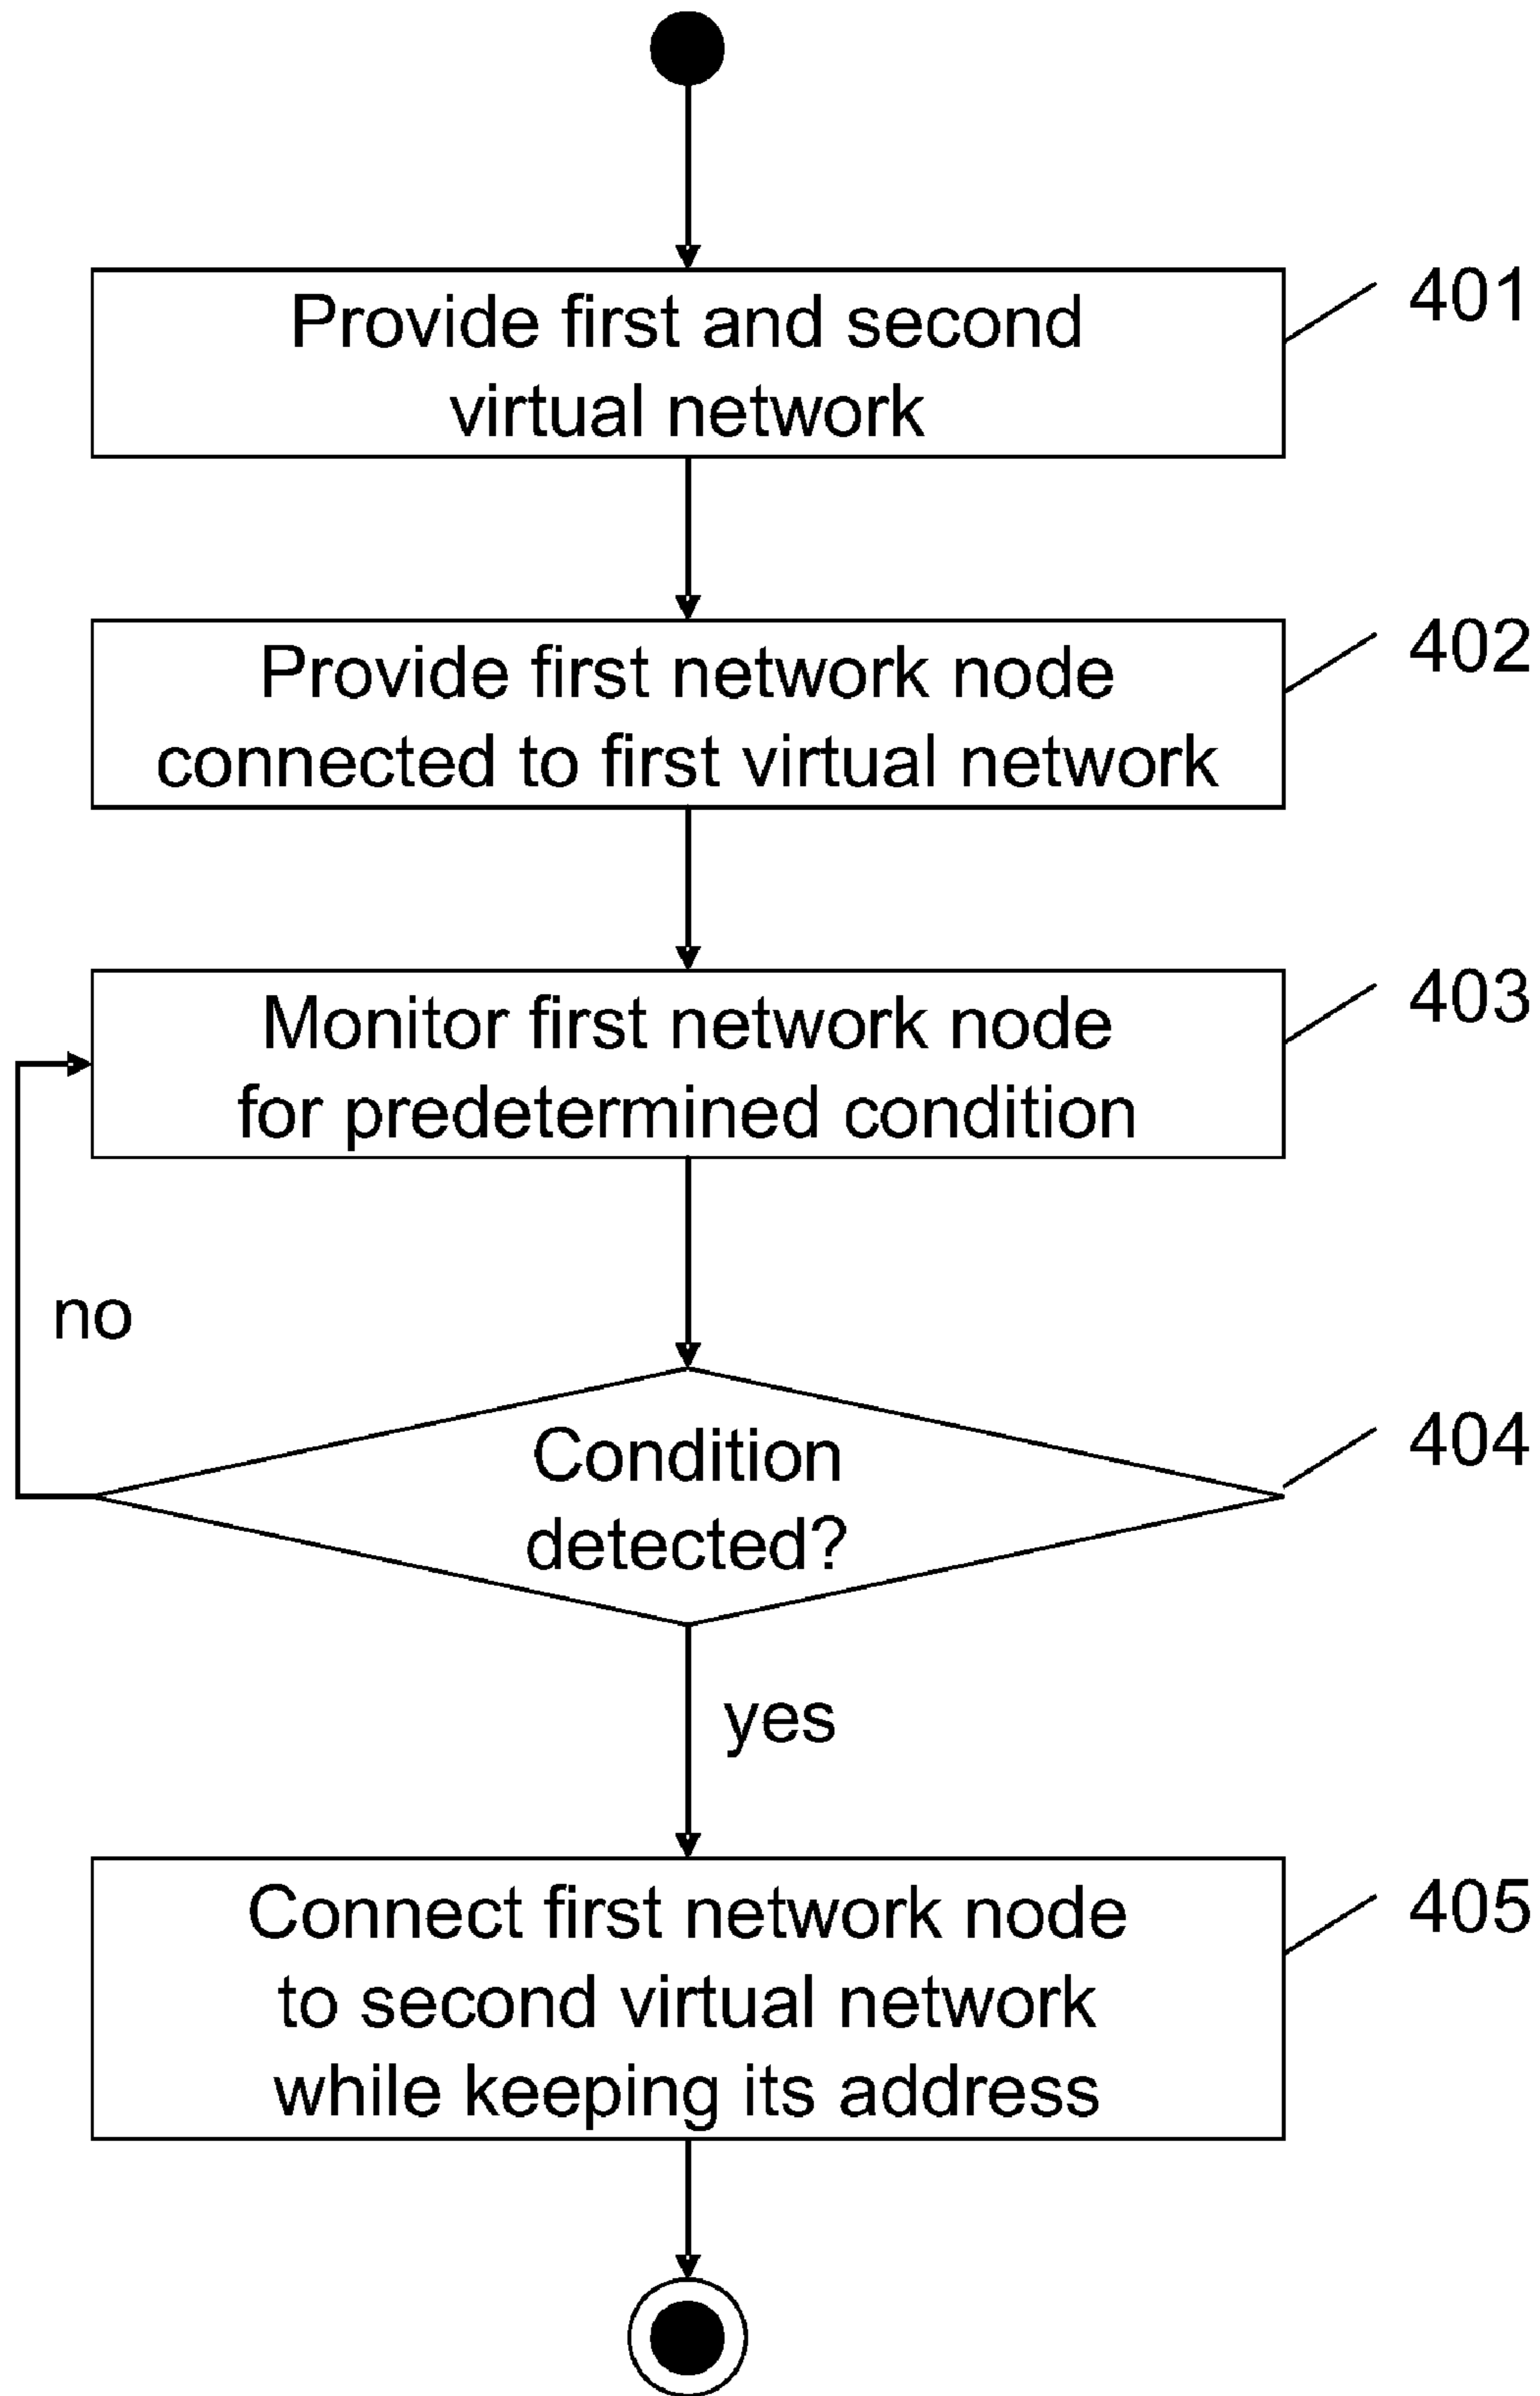 Provide first and second
virtual network
401
Provide first network node
connected to first virtual network
402
Monitor first network node
for predetermined condition
403
no
Condition
detected?
404
yes
Connect first network node
to second virtual network
while keeping its address
405